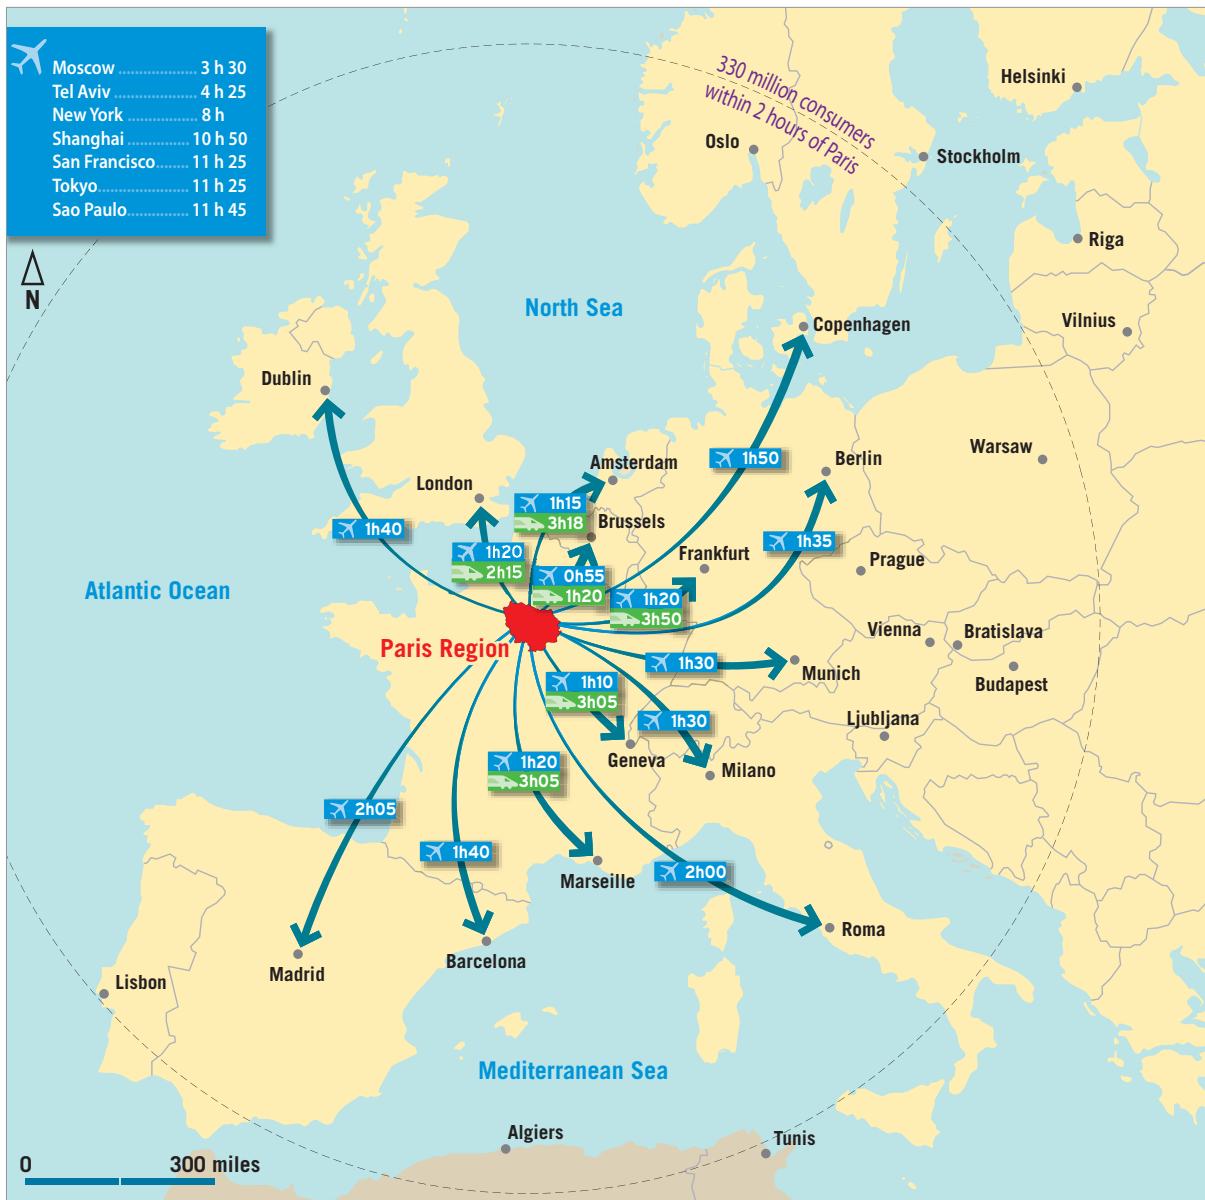 Moscow .................. 3 h 30
Tel Aviv .................. 4 h 25
New York ................ 8 h
Shanghai .............. 10 h 50
San Francisco ....... 11 h 25
Tokyo ..................... 11 h 25
Sao Paulo .............. 11 h 45
330 million consumers
within 2 hours of Paris
Helsinki
Oslo
Stockholm
Riga
N
North Sea
Vilnius
Copenhagen
Dublin
Warsaw
1h50
Berlin
Amsterdam
London
1h15
3h18
Brussels
1h40
1h35
1h20
2h15
Frankfurt
Prague
0h55
1h20
Atlantic Ocean
1h20
3h50
Vienna
Bratislava
Paris Region
1h30
Munich
Budapest
1h10
3h05
1h30
Ljubljana
Geneva
Milano
1h20
3h05
2h05
1h40
Marseille
2h00
Roma
Barcelona
Madrid
Lisbon
Mediterranean Sea
Algiers
Tunis
0 300 miles